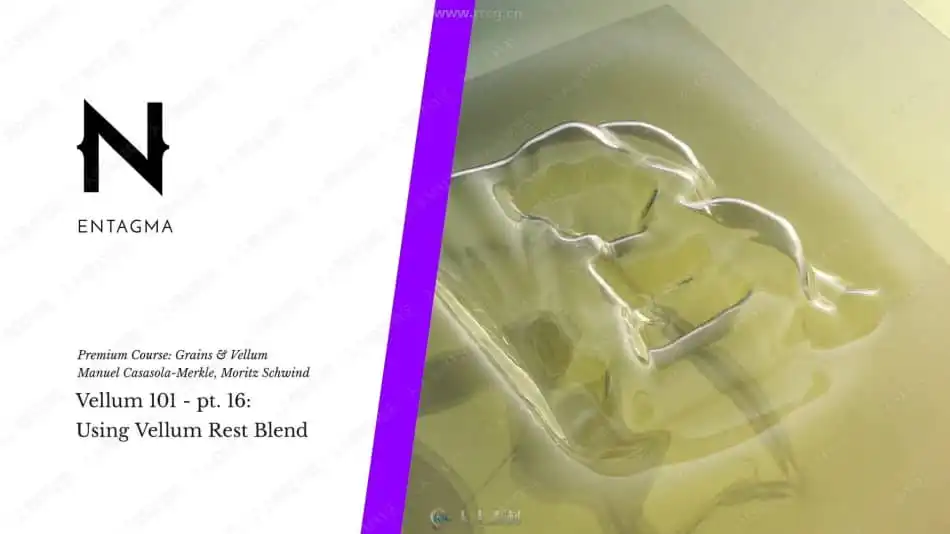 www.rrcg.cn
ENTAGMA
Premium Course: Grains & Vellum
Manuel Casasola-Merkle, Moritz Schwind
Vellum 101 - pt. 16:
Using Vellum Rest Blend